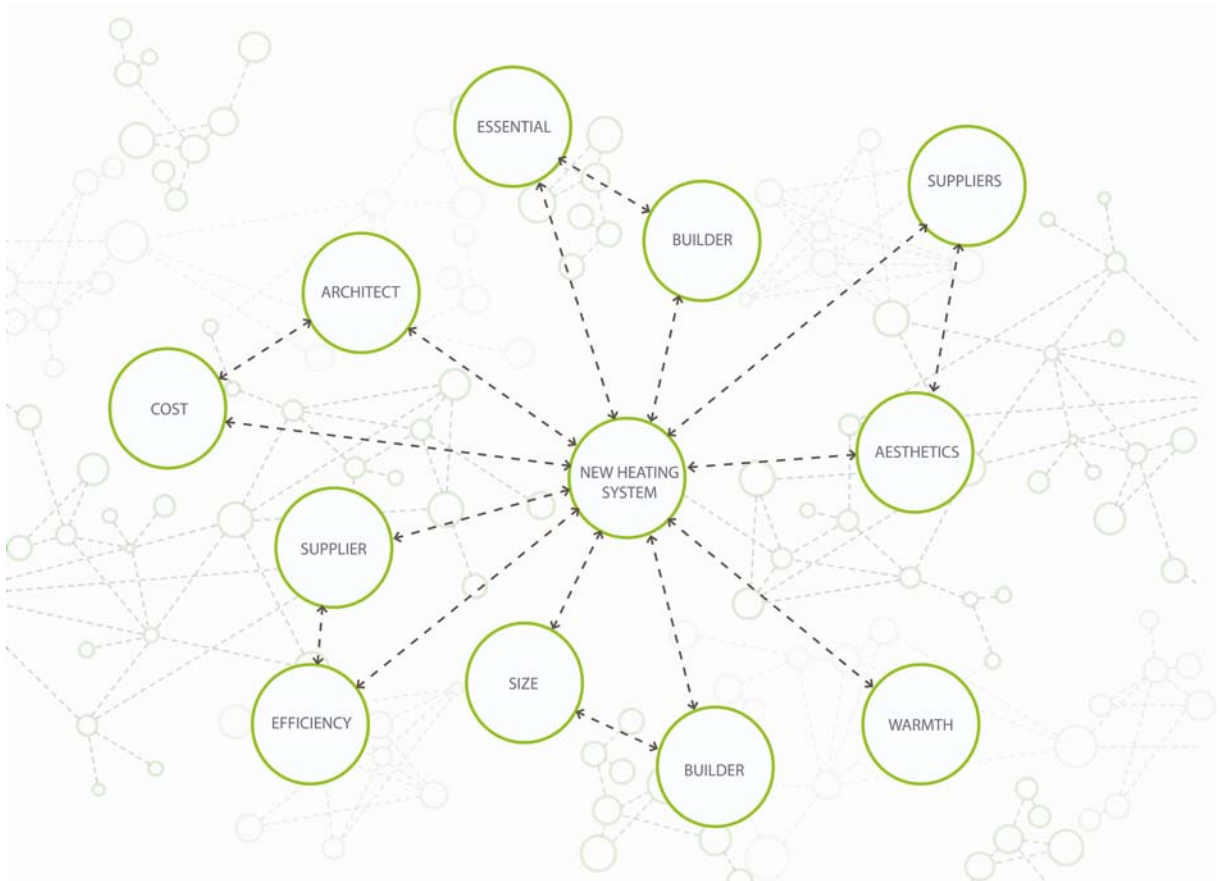 ESSENTIAL
SUPPLIERS
BUILDER
ARCHITECT
COST
AESTHETICS
NEW HEATING
SYSTEM
SUPPLIER
SIZE
EFFICIENCY
WARMTH
BUILDER